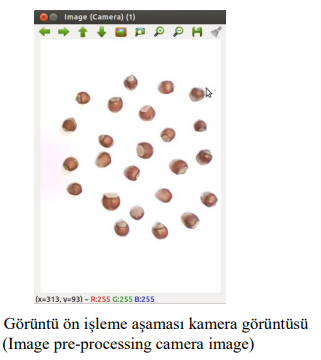 Image (Camera) (1)
(x=313, y=93) ~ R:255 G:255 B:255
Görüntü ön işleme aşaması kamera görüntüsü
(Image pre-processing camera image)